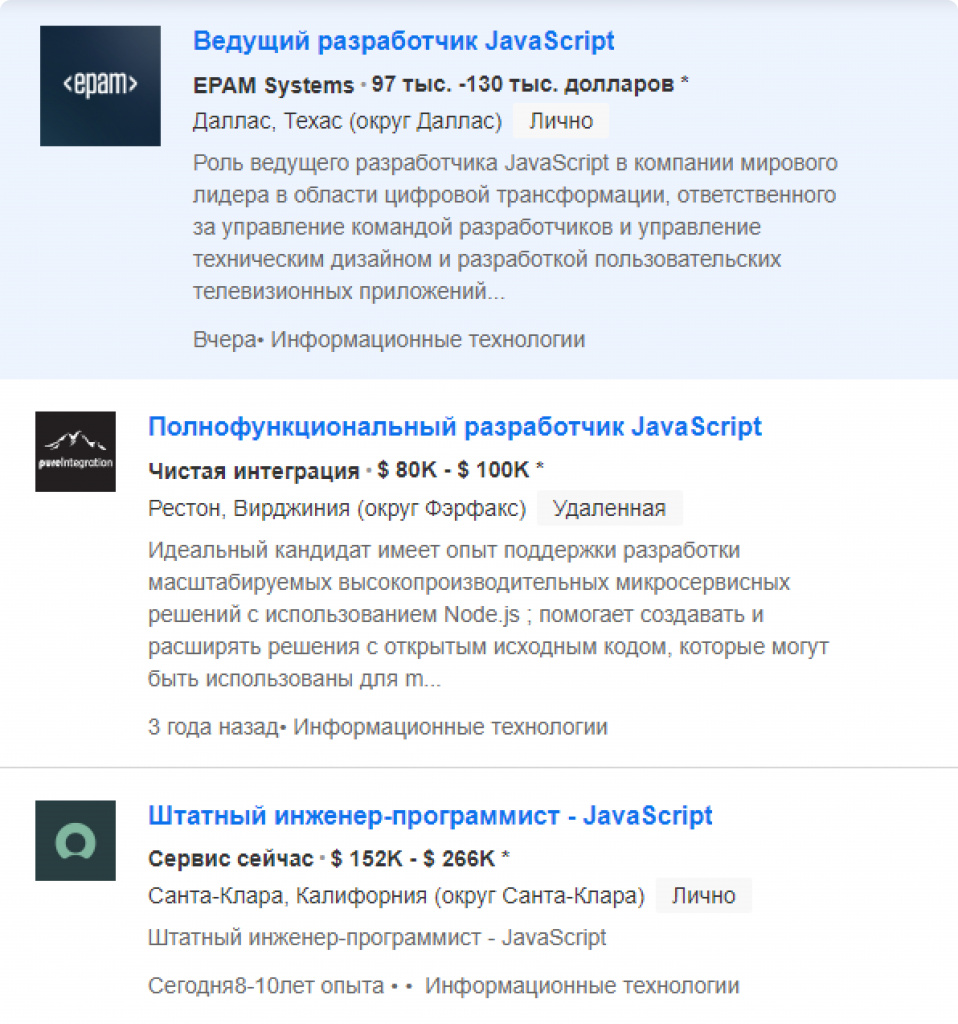 <epam>
Ведущий разработчик JavaScript
EPAM Systems • 97 тыс. -130 тыс. долларов *
Даллас, Техас (округ Даллас) Лично
Роль ведущего разработчика JavaScript в компании мирового
лидера в области цифровой трансформации, ответственного
за управление командой разработчиков и управление
техническим дизайном и разработкой пользовательских
телевизионных приложений...
Вчера• Информационные технологии
pureIntegration
Полнофункциональный разработчик JavaScript
Чистая интеграция • $ 80K - $ 100K *
Рестон, Вирджиния (округ Фэрфакс) Удаленная
Идеальный кандидат имеет опыт поддержки разработки
масштабируемых высокопроизводительных микросервисных
решений с использованием Node.js ; помогает создавать и
расширять решения с открытым исходным кодом, которые могут
быть использованы для m...
3 года назад• Информационные технологии
Штатный инженер-программист - JavaScript
Сервис сейчас • $ 152K - $ 266K *
Санта-Клара, Калифорния (округ Санта-Клара) Лично
Штатный инженер-программист - JavaScript
Сегодня8-10лет опыта • • Информационные технологии